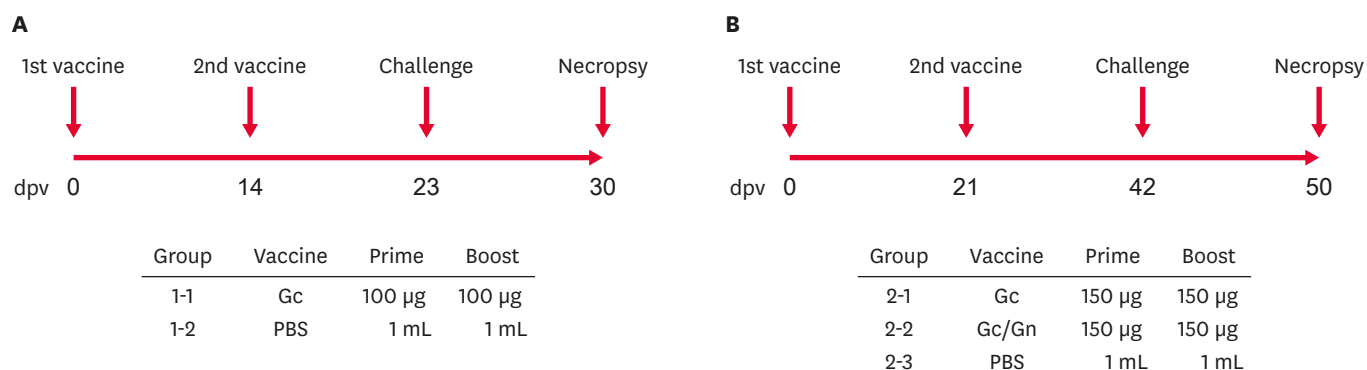 A
1st vaccine 2nd vaccine Challenge Necropsy
dpv 0 14 23 30
Group Vaccine Prime Boost
1-1 Gc 100 µg 100 µg
1-2 PBS 1 mL 1 mL
B
1st vaccine 2nd vaccine Challenge Necropsy
dpv 0 21 42 50
Group Vaccine Prime Boost
2-1 Gc 150 µg 150 µg
2-2 Gc/Gn 150 µg 150 µg
2-3 PBS 1 mL 1 mL